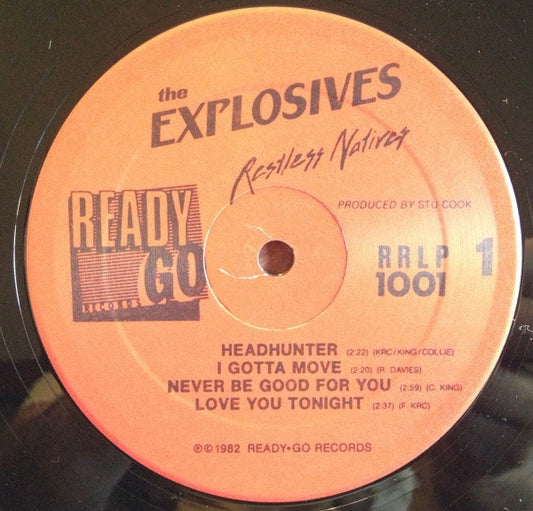 the
EXPLOSIVES
Restless Natives
READY
GO
RECORDS
PRODUCED BY STU COOK
RRLP 1
1001
HEADHUNTER (2:22) (KRC/KING/COLLIE)
I GOTTA MOVE (2:20) (R. DAVIES)
NEVER BE GOOD FOR YOU (2:59) (C. KING)
LOVE YOU TONIGHT (2:37) (F. KRC)
℗©1982 READY•GO RECORDS